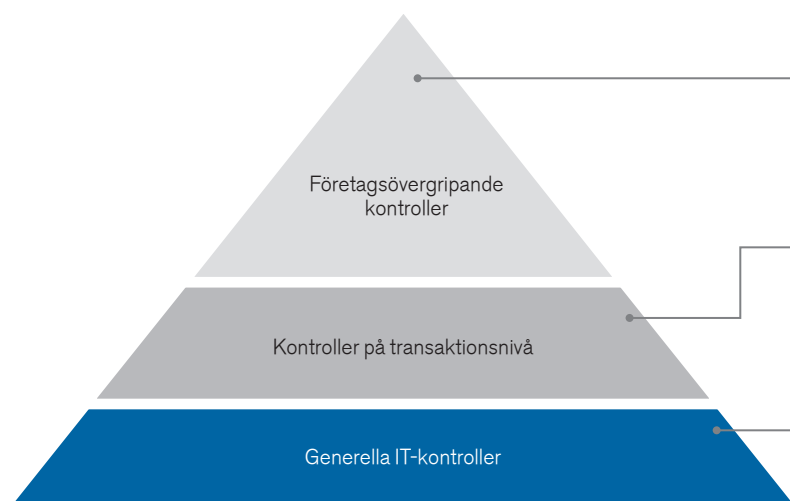 Företagsövergripande
kontroller
Kontroller på transaktionsnivå
Generella IT-kontroller